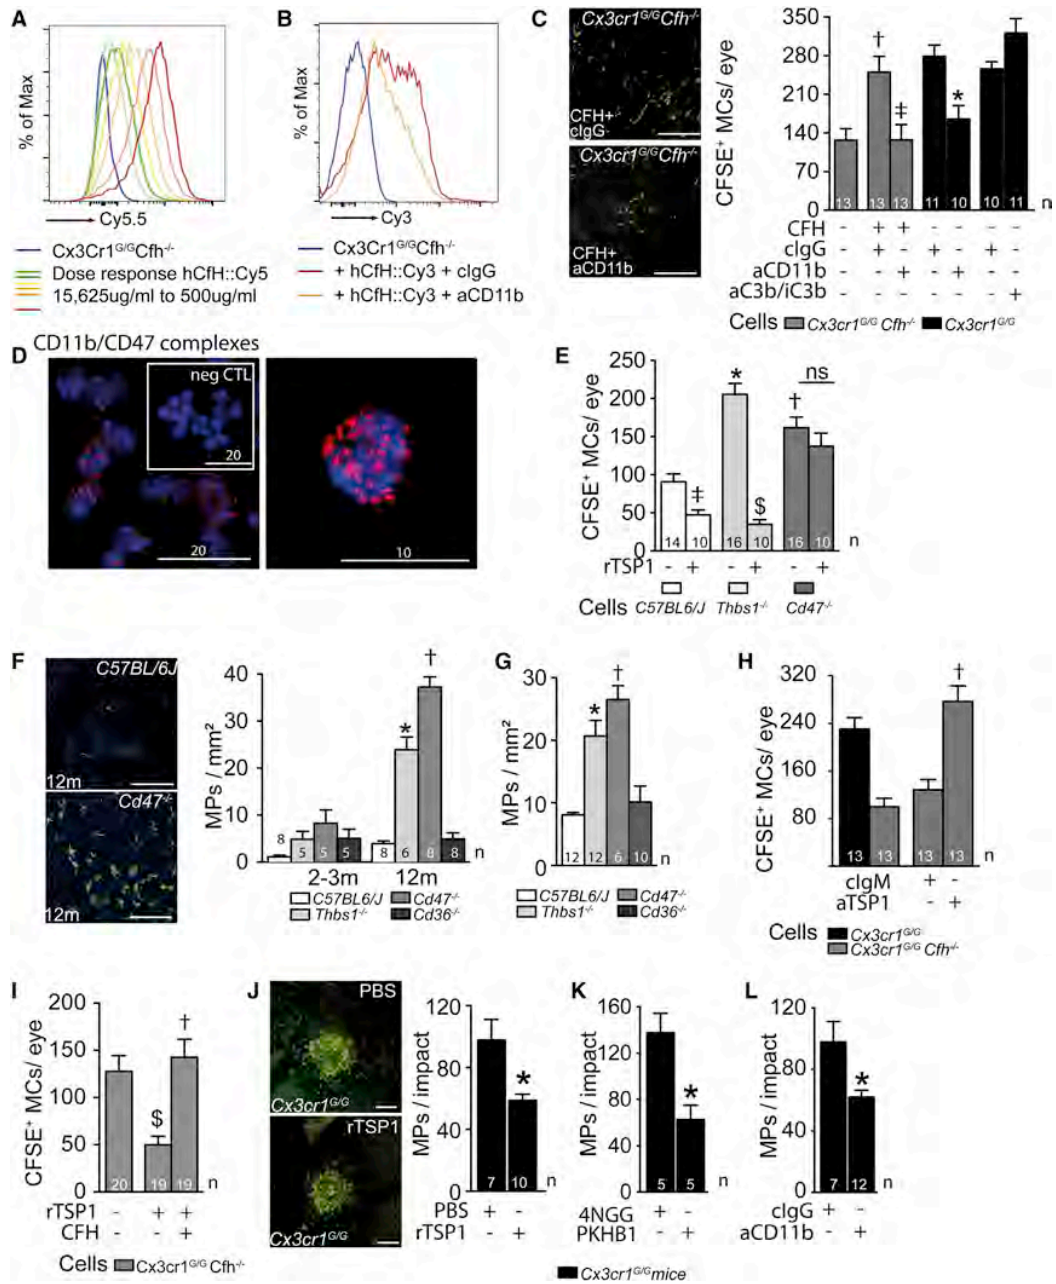 A
% of Max
Cy5.5
Cx3Cr1G/GCfh-/-
Dose response hCfH::Cy5
15,625ug/ml to 500ug/ml
B
% of Max
Cy3
Cx3Cr1G/GCfh-/-
+ hCfH::Cy3 + cIgG
+ hCfH::Cy3 + aCD11b
C
Cx3cr1G/GCfh-/-
CFH+
cIgG
Cx3cr1G/GCfh-/-
CFH+
aCD11b
CFSE+ MCs/ eye
350
290
210
140
70
0
† ‡ *
13 13 13 11 10 10 11 n
CFH - + + - - - -
cIgG - + - + - + -
aCD11b - - + - + - -
aC3b/iC3b - - - - - - +
Cells Cx3cr1G/G Cfh-/- Cx3cr1G/G
D
CD11b/CD47 complexes
neg CTL
20
20
10
E
CFSE+ MCs/ eye
250
200
150
100
50
0
‡ * $ † ns
14 10 16 10 16 10 n
rTSP1 - + - + - +
Cells C57BL6/J Thbs1-/- Cd47-/-
F
C57BL/6J
12m
Cd47-/-
12m
MPs / mm²
40
20
0
* †
8 5 5 5 8 6 8 8 n
2-3m 12m
C57BL6/J Cd47-/-
Thbs1-/- Cd36-/-
G
MPs / mm²
30
20
10
0
* †
12 12 6 10 n
C57BL6/J Cd47-/-
Thbs1-/- Cd36-/-
H
CFSE+ MCs/ eye
320
240
160
80
†
13 13 13 13 n
cIgM - - + -
aTSP1 - - - +
Cells Cx3cr1G/G
Cx3cr1G/G Cfh-/-
I
CFSE+ MCs/ eye
200
150
100
50
0
$ †
20 19 19 n
rTSP1 - + +
CFH - - +
Cells Cx3cr1G/G Cfh-/-
J
PBS
Cx3cr1G/G
rTSP1
Cx3cr1G/G
MPs / impact
120
80
40
0
*
7 10 n
PBS + -
rTSP1 - +
K
MPs / impact
160
120
80
40
0
*
5 5 n
4NGG + -
PKHB1 - +
L
MPs / impact
120
80
40
0
*
7 12 n
cIgG + -
aCD11b - +
Cx3cr1G/G mice